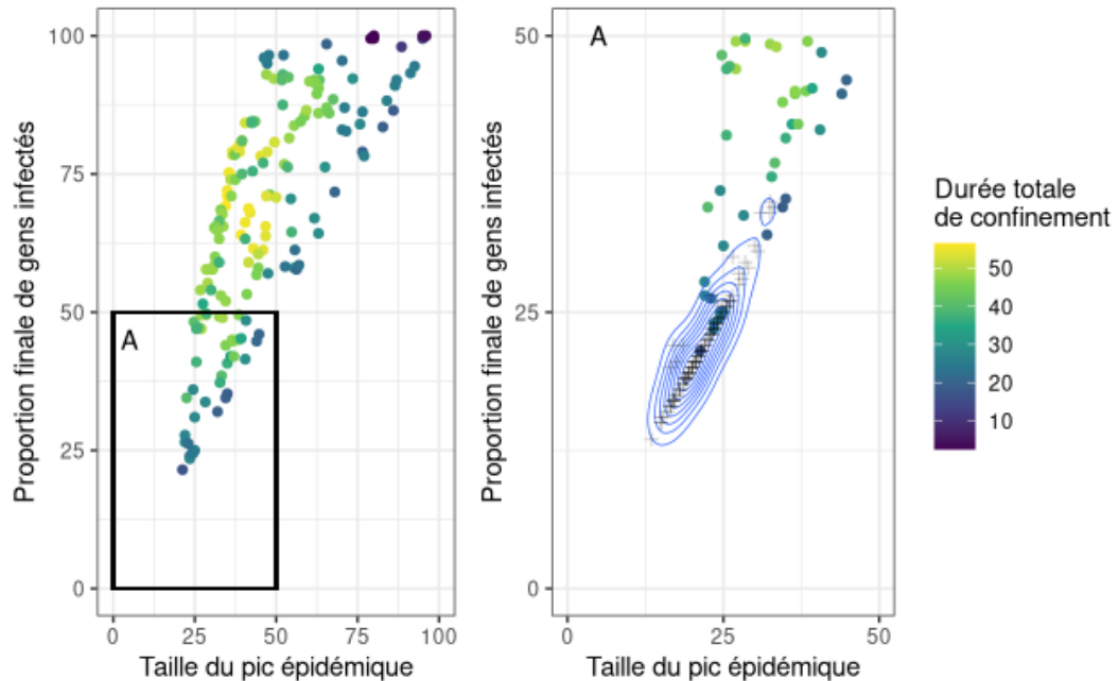 Proportion finale de gens infectés
100
75
50
25
0
A
0
25
50
75
100
Taille du pic épidémique
Proportion finale de gens infectés
50
25
0
A
0
25
50
Taille du pic épidémique
Durée totale
de confinement
50
40
30
20
10